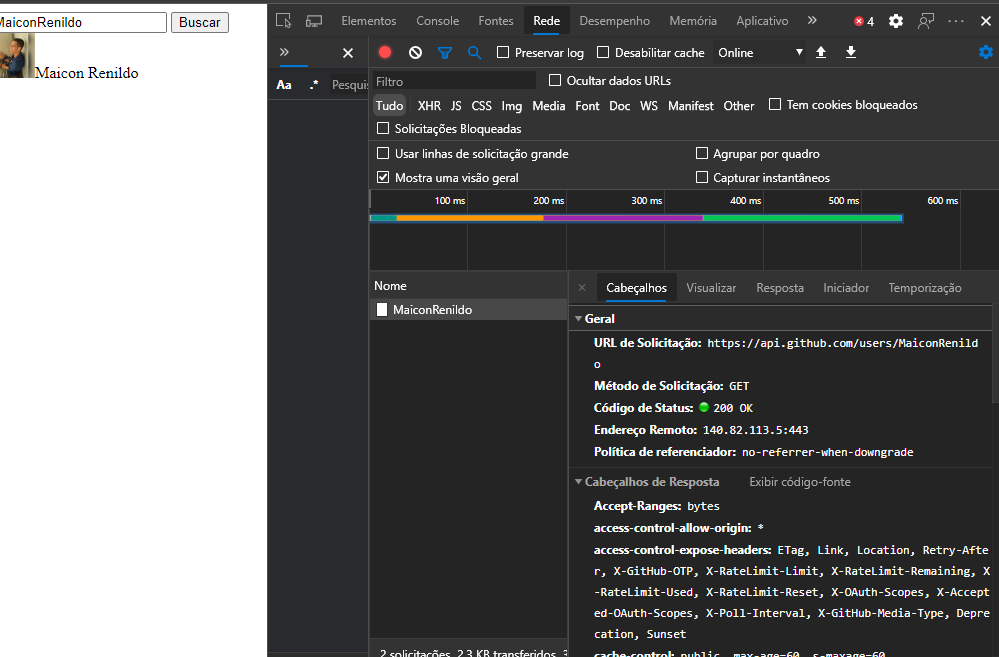 MaiconRenildo Buscar
Maicon Renildo
Elementos Console Fontes Rede Desempenho Memória Aplicativo » 4
» Preservar log Desabilitar cache Online
Aa .* Pesquis
Filtro Ocultar dados URLs
Tudo XHR JS CSS Img Media Font Doc WS Manifest Other Tem cookies bloqueados
Solicitações Bloqueadas
Usar linhas de solicitação grande Agrupar por quadro
Mostra uma visão geral Capturar instantâneos
100 ms 200 ms 300 ms 400 ms 500 ms 600 ms
Nome
MaiconRenildo
Cabeçalhos Visualizar Resposta Iniciador Temporização
Geral
URL de Solicitação: https://api.github.com/users/MaiconRenild
o
Método de Solicitação: GET
Código de Status: 200 OK
Endereço Remoto: 140.82.113.5:443
Política de referenciador: no-referrer-when-downgrade
Cabeçalhos de Resposta Exibir código-fonte
Accept-Ranges: bytes
access-control-allow-origin: *
access-control-expose-headers: ETag, Link, Location, Retry-Afte
r, X-GitHub-OTP, X-RateLimit-Limit, X-RateLimit-Remaining, X
-RateLimit-Used, X-RateLimit-Reset, X-OAuth-Scopes, X-Accept
ed-OAuth-Scopes, X-Poll-Interval, X-GitHub-Media-Type, Depre
cation, Sunset
cache-control: public, max-age=60, s-maxage=60
2 solicitações 2.3 KB transferidos